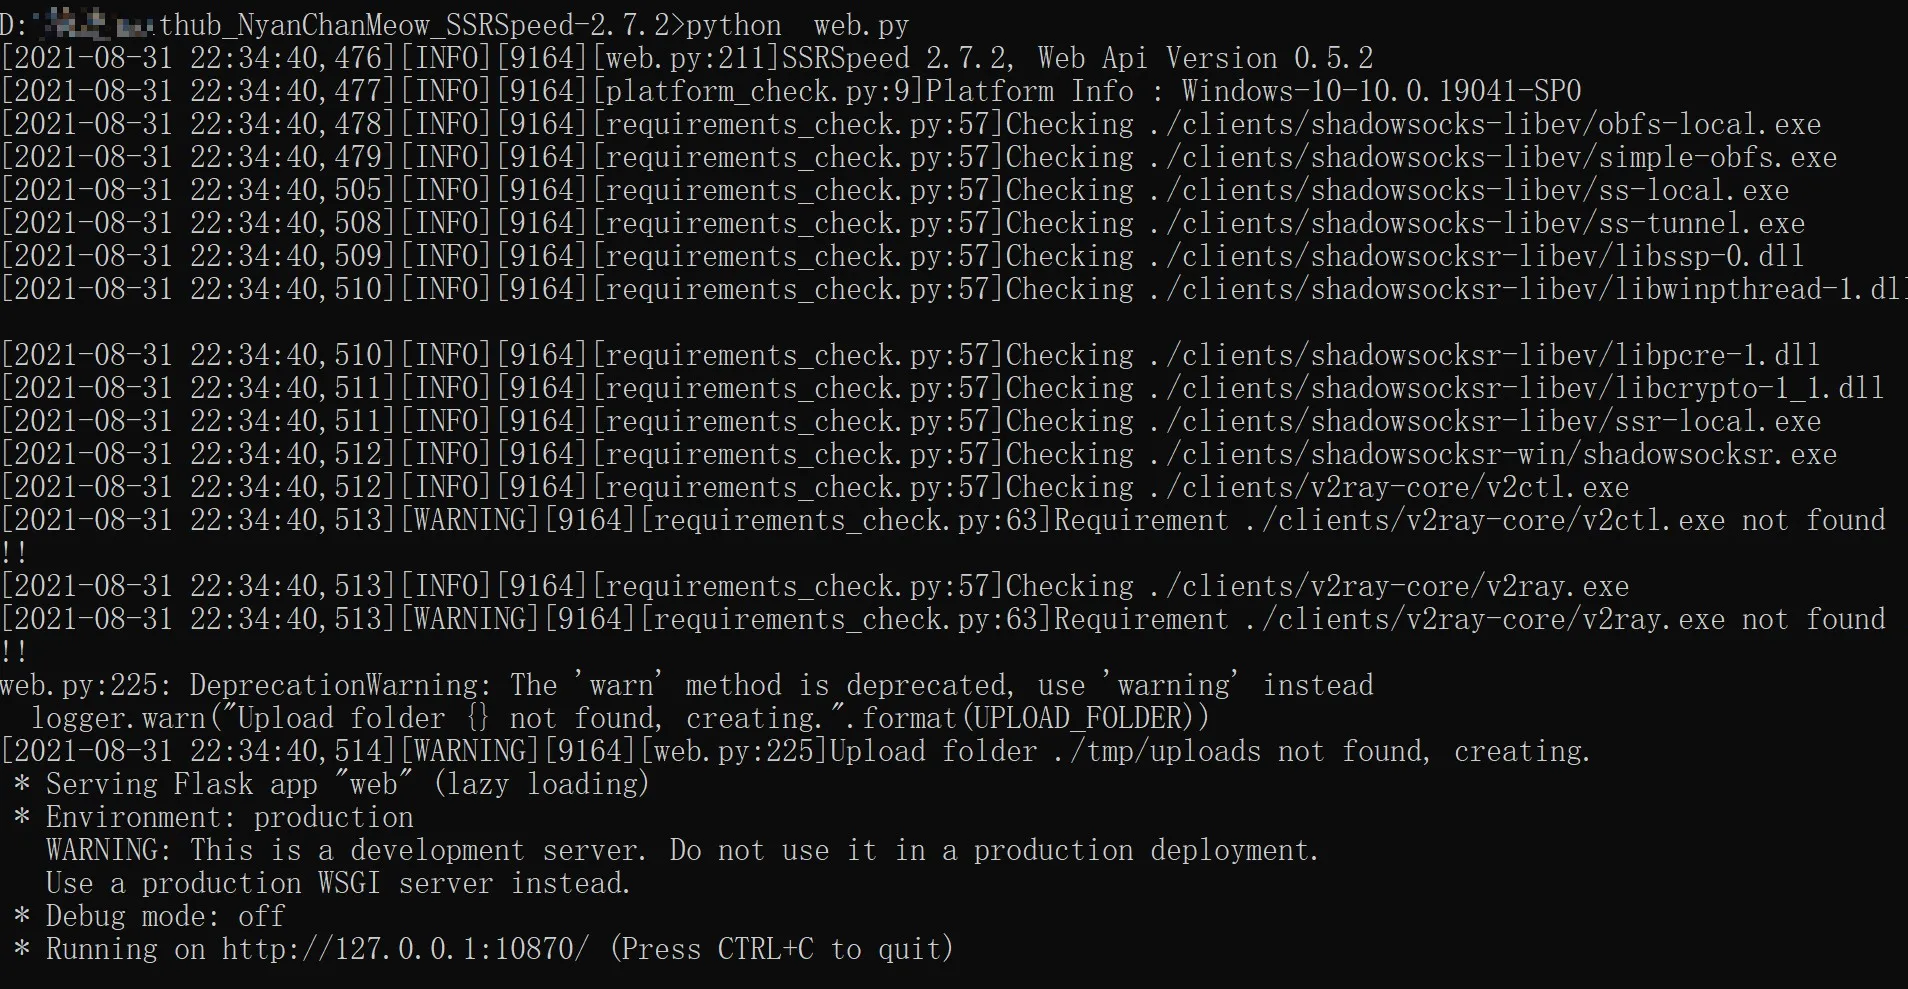 D: thub_NyanChanMeow_SSRSpeed-2.7.2>python  web.py
[2021-08-31 22:34:40,476][INFO][9164][web.py:211]SSRSpeed 2.7.2, Web Api Version 0.5.2
[2021-08-31 22:34:40,477][INFO][9164][platform_check.py:9]Platform Info : Windows-10-10.0.19041-SP0
[2021-08-31 22:34:40,478][INFO][9164][requirements_check.py:57]Checking ./clients/shadowsocks-libev/obfs-local.exe
[2021-08-31 22:34:40,479][INFO][9164][requirements_check.py:57]Checking ./clients/shadowsocks-libev/simple-obfs.exe
[2021-08-31 22:34:40,505][INFO][9164][requirements_check.py:57]Checking ./clients/shadowsocks-libev/ss-local.exe
[2021-08-31 22:34:40,508][INFO][9164][requirements_check.py:57]Checking ./clients/shadowsocks-libev/ss-tunnel.exe
[2021-08-31 22:34:40,509][INFO][9164][requirements_check.py:57]Checking ./clients/shadowsocksr-libev/libssp-0.dll
[2021-08-31 22:34:40,510][INFO][9164][requirements_check.py:57]Checking ./clients/shadowsocksr-libev/libwinpthread-1.dll
[2021-08-31 22:34:40,510][INFO][9164][requirements_check.py:57]Checking ./clients/shadowsocksr-libev/libpcre-1.dll
[2021-08-31 22:34:40,511][INFO][9164][requirements_check.py:57]Checking ./clients/shadowsocksr-libev/libcrypto-1_1.dll
[2021-08-31 22:34:40,511][INFO][9164][requirements_check.py:57]Checking ./clients/shadowsocksr-libev/ssr-local.exe
[2021-08-31 22:34:40,512][INFO][9164][requirements_check.py:57]Checking ./clients/shadowsocksr-win/shadowsocksr.exe
[2021-08-31 22:34:40,512][INFO][9164][requirements_check.py:57]Checking ./clients/v2ray-core/v2ctl.exe
[2021-08-31 22:34:40,513][WARNING][9164][requirements_check.py:63]Requirement ./clients/v2ray-core/v2ctl.exe not found
!!
[2021-08-31 22:34:40,513][INFO][9164][requirements_check.py:57]Checking ./clients/v2ray-core/v2ray.exe
[2021-08-31 22:34:40,513][WARNING][9164][requirements_check.py:63]Requirement ./clients/v2ray-core/v2ray.exe not found
!!
web.py:225: DeprecationWarning: The 'warn' method is deprecated, use 'warning' instead
  logger.warn("Upload folder {} not found, creating.".format(UPLOAD_FOLDER))
[2021-08-31 22:34:40,514][WARNING][9164][web.py:225]Upload folder ./tmp/uploads not found, creating.
 * Serving Flask app "web" (lazy loading)
 * Environment: production
   WARNING: This is a development server. Do not use it in a production deployment.
   Use a production WSGI server instead.
 * Debug mode: off
 * Running on http://127.0.0.1:10870/ (Press CTRL+C to quit)